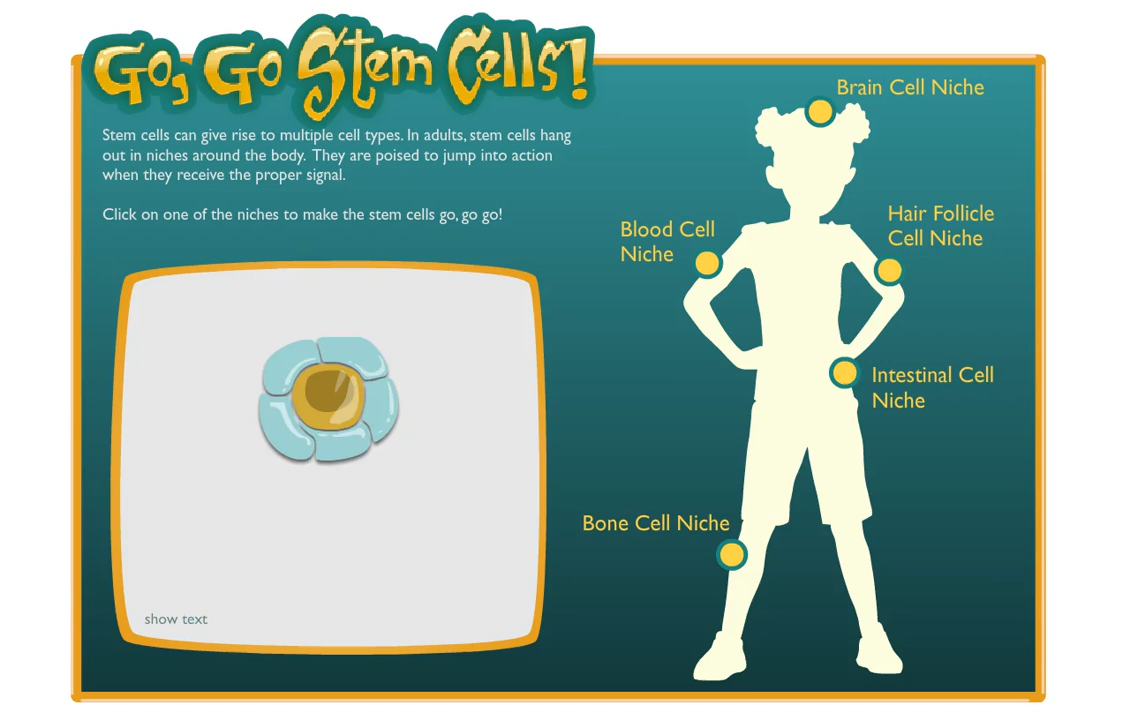 Go, Go Stem Cells!
Stem cells can give rise to multiple cell types. In adults, stem cells hang
out in niches around the body. They are poised to jump into action
when they receive the proper signal.
Click on one of the niches to make the stem cells go, go go!
Brain Cell Niche
Blood Cell
Niche
Hair Follicle
Cell Niche
Intestinal Cell
Niche
Bone Cell Niche
show text